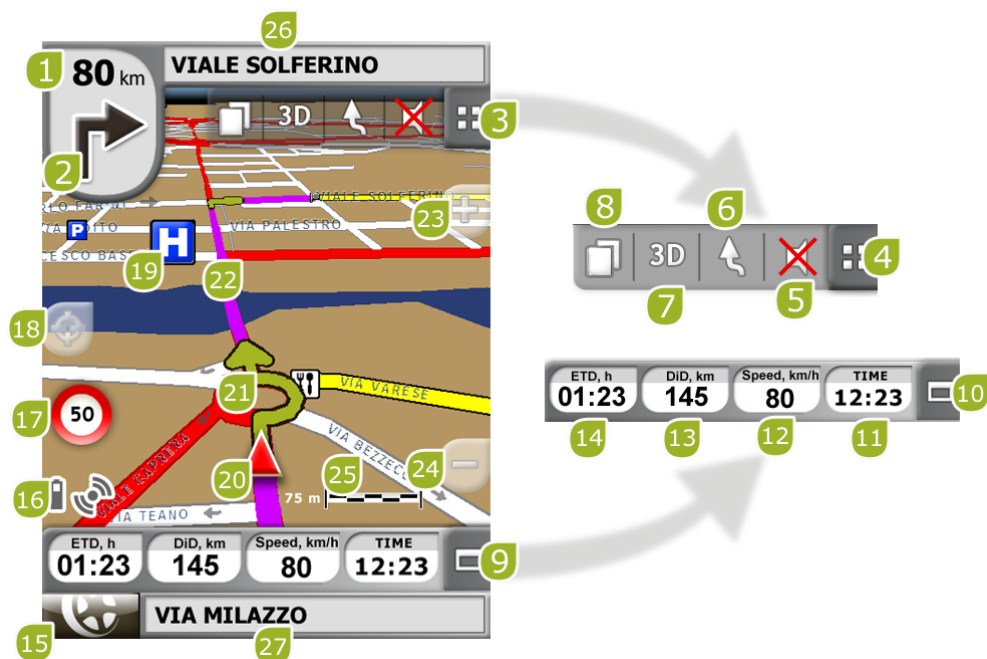 26
1
80 km
VIALE SOLFERINO
2
3D
3
VIALE SOLFERINO
23
P
VIA PALESTRO
H
19
22
18
21
VIA VARESE
17
50
VIALE CAPRERA
20
25
24
75 m
16
VIA TEANO
ETD, h
01:23
DiD, km
145
Speed, km/h
80
TIME
12:23
9
15
VIA MILAZZO
27
8
6
3D
4
7
5
ETD, h
01:23
DiD, km
145
Speed, km/h
80
TIME
12:23
10
14
13
12
11